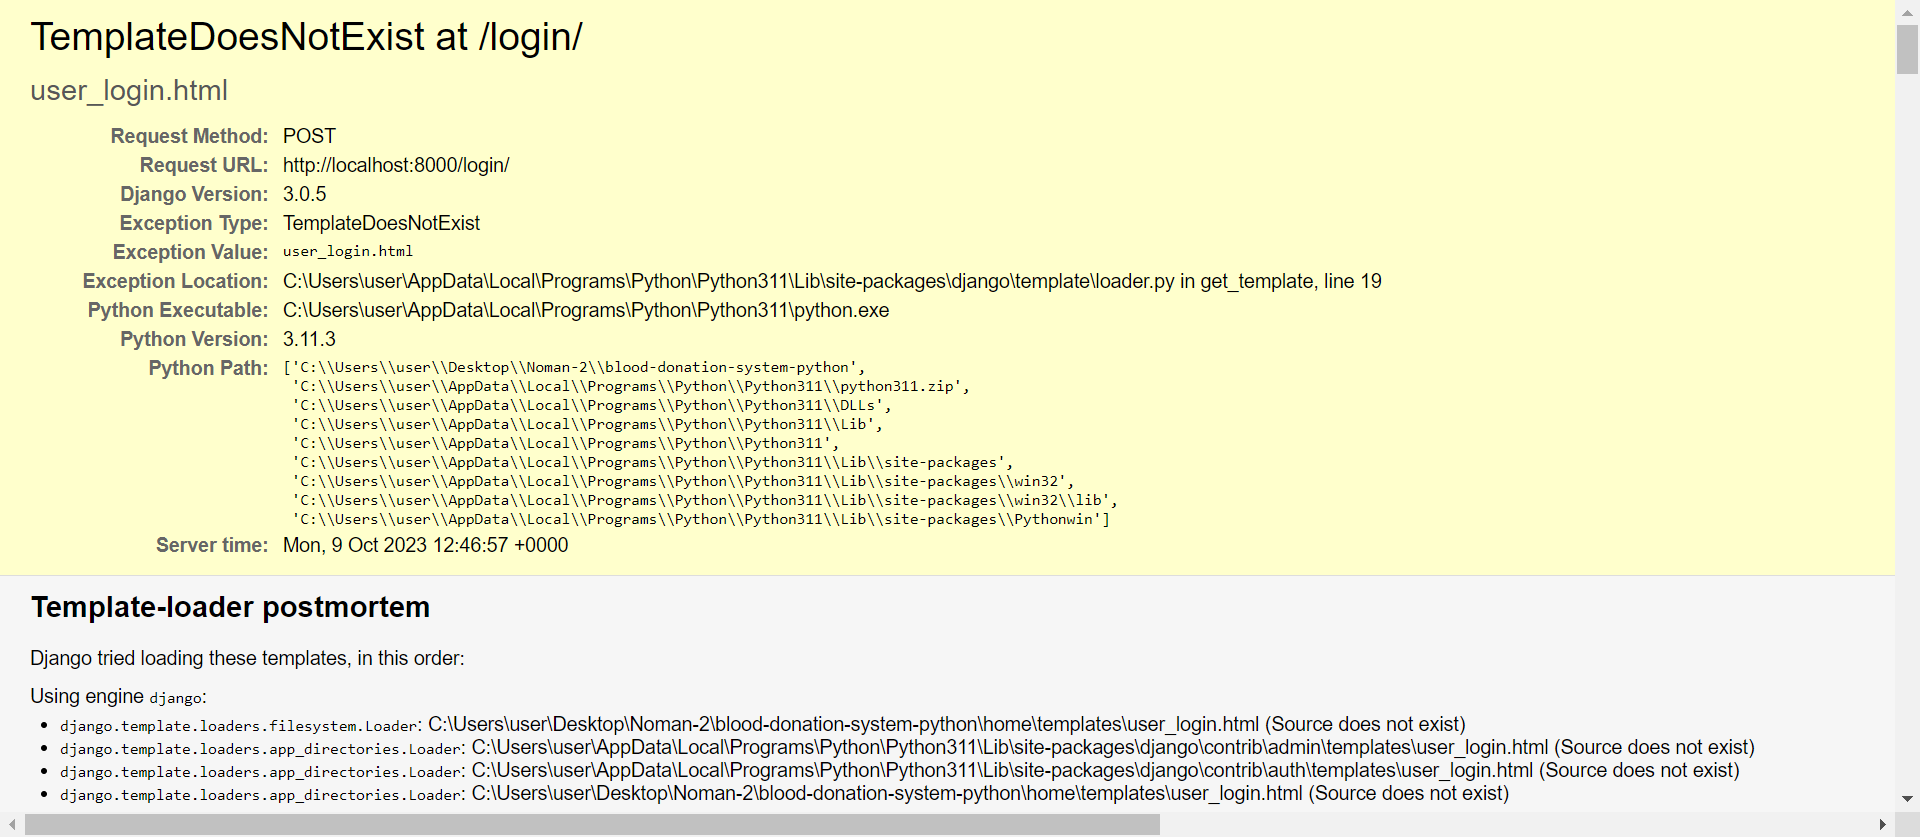 TemplateDoesNotExist at /login/
user_login.html
Request Method: POST
Request URL: http://localhost:8000/login/
Django Version: 3.0.5
Exception Type: TemplateDoesNotExist
Exception Value: user_login.html
Exception Location: C:\Users\user\AppData\Local\Programs\Python\Python311\Lib\site-packages\django\template\loader.py in get_template, line 19
Python Executable: C:\Users\user\AppData\Local\Programs\Python\Python311\python.exe
Python Version: 3.11.3
Python Path: ['C:\\Users\\user\\Desktop\\Noman-2\\blood-donation-system-python',
'C:\\Users\\user\\AppData\\Local\\Programs\\Python\\Python311\\python311.zip',
'C:\\Users\\user\\AppData\\Local\\Programs\\Python\\Python311\\DLLs',
'C:\\Users\\user\\AppData\\Local\\Programs\\Python\\Python311\\Lib',
'C:\\Users\\user\\AppData\\Local\\Programs\\Python\\Python311',
'C:\\Users\\user\\AppData\\Local\\Programs\\Python\\Python311\\Lib\\site-packages',
'C:\\Users\\user\\AppData\\Local\\Programs\\Python\\Python311\\Lib\\site-packages\\win32',
'C:\\Users\\user\\AppData\\Local\\Programs\\Python\\Python311\\Lib\\site-packages\\win32\\lib',
'C:\\Users\\user\\AppData\\Local\\Programs\\Python\\Python311\\Lib\\site-packages\\Pythonwin']
Server time: Mon, 9 Oct 2023 12:46:57 +0000
Template-loader postmortem
Django tried loading these templates, in this order:
Using engine django:
• django.template.loaders.filesystem.Loader: C:\Users\user\Desktop\Noman-2\blood-donation-system-python\home\templates\user_login.html (Source does not exist)
• django.template.loaders.app_directories.Loader: C:\Users\user\AppData\Local\Programs\Python\Python311\Lib\site-packages\django\contrib\admin\templates\user_login.html (Source does not exist)
• django.template.loaders.app_directories.Loader: C:\Users\user\AppData\Local\Programs\Python\Python311\Lib\site-packages\django\contrib\auth\templates\user_login.html (Source does not exist)
• django.template.loaders.app_directories.Loader: C:\Users\user\Desktop\Noman-2\blood-donation-system-python\home\templates\user_login.html (Source does not exist)